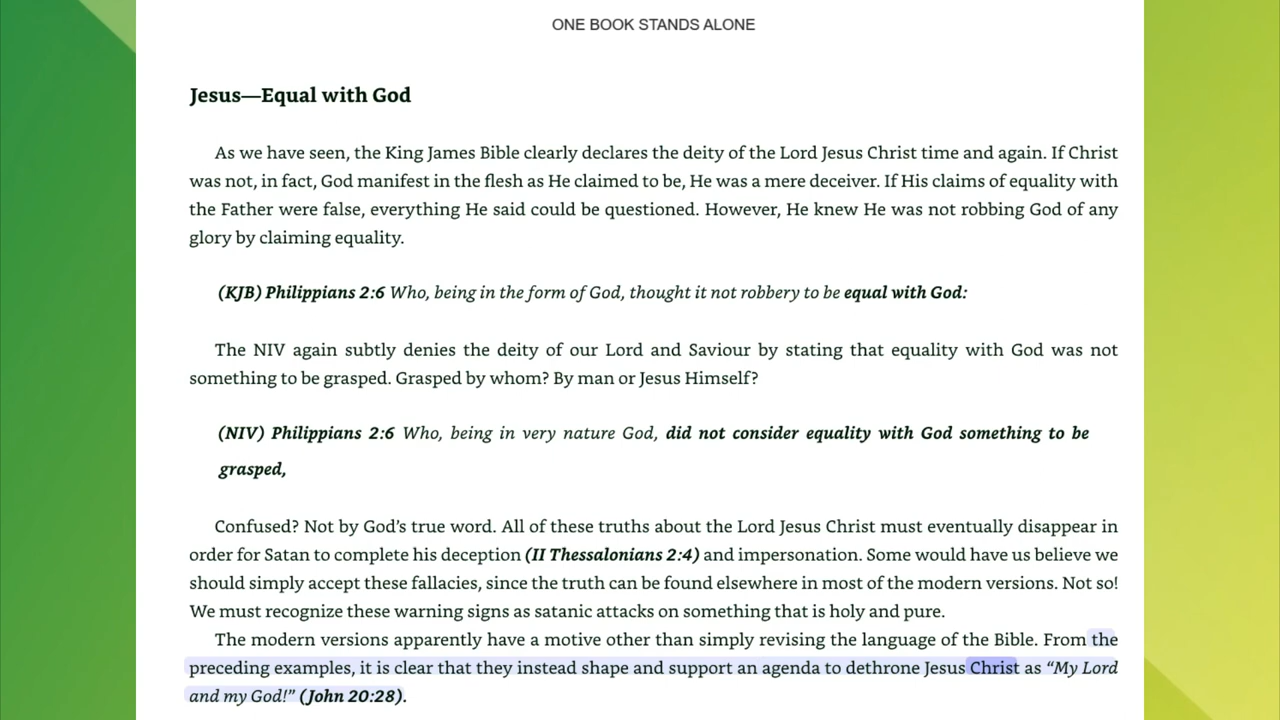 ONE BOOK STANDS ALONE
Jesus—Equal with God
As we have seen, the King James Bible clearly declares the deity of the Lord Jesus Christ time and again. If Christ
was not, in fact, God manifest in the flesh as He claimed to be, He was a mere deceiver. If His claims of equality with
the Father were false, everything He said could be questioned. However, He knew He was not robbing God of any
glory by claiming equality.
(KJB) Philippians 2:6 Who, being in the form of God, thought it not robbery to be equal with God:
The NIV again subtly denies the deity of our Lord and Saviour by stating that equality with God was not
something to be grasped. Grasped by whom? By man or Jesus Himself?
(NIV) Philippians 2:6 Who, being in very nature God, did not consider equality with God something to be
grasped,
Confused? Not by God’s true word. All of these truths about the Lord Jesus Christ must eventually disappear in
order for Satan to complete his deception (II Thessalonians 2:4) and impersonation. Some would have us believe we
should simply accept these fallacies, since the truth can be found elsewhere in most of the modern versions. Not so!
We must recognize these warning signs as satanic attacks on something that is holy and pure.
The modern versions apparently have a motive other than simply revising the language of the Bible. From the
preceding examples, it is clear that they instead shape and support an agenda to dethrone Jesus Christ as “My Lord
and my God!” (John 20:28).